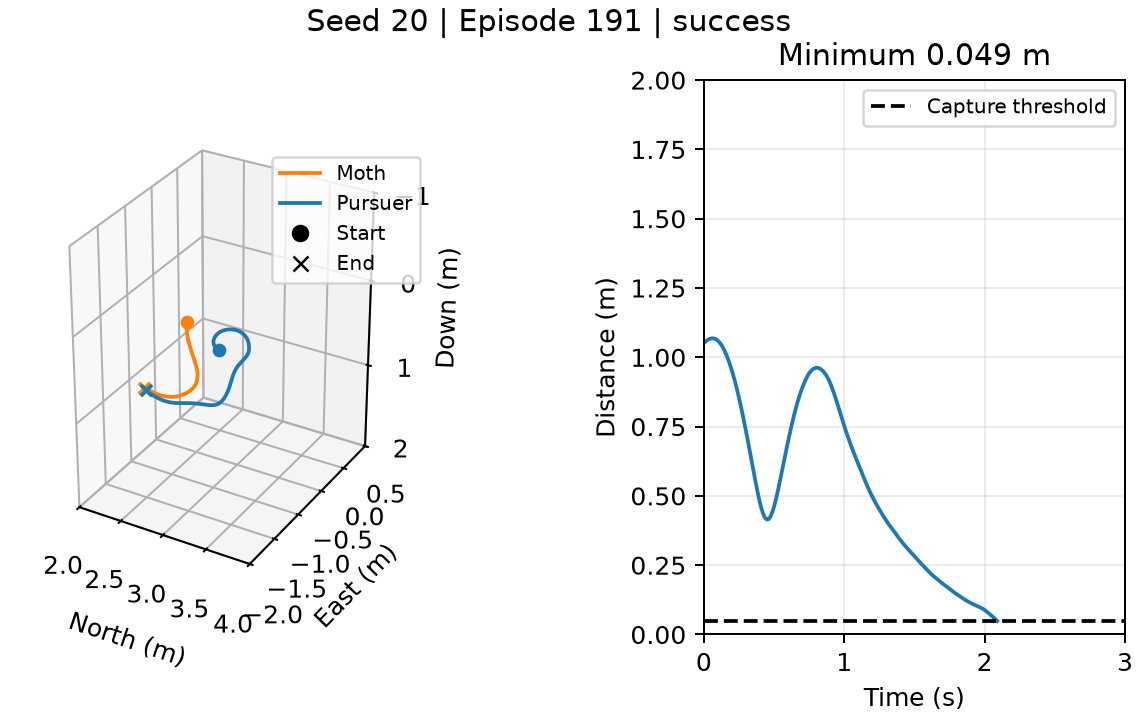 Seed 20 | Episode 191 | success
Moth
Pursuer
Start
End
−1
0
1
2
Down (m)
0.5
0.0
−0.5
−1.0
−1.5
−2.0
East (m)
2.0
2.5
3.0
3.5
4.0
North (m)
Minimum 0.049 m
Capture threshold
2.00
1.75
1.50
1.25
1.00
0.75
0.50
0.25
0.00
Distance (m)
0
1
2
3
Time (s)